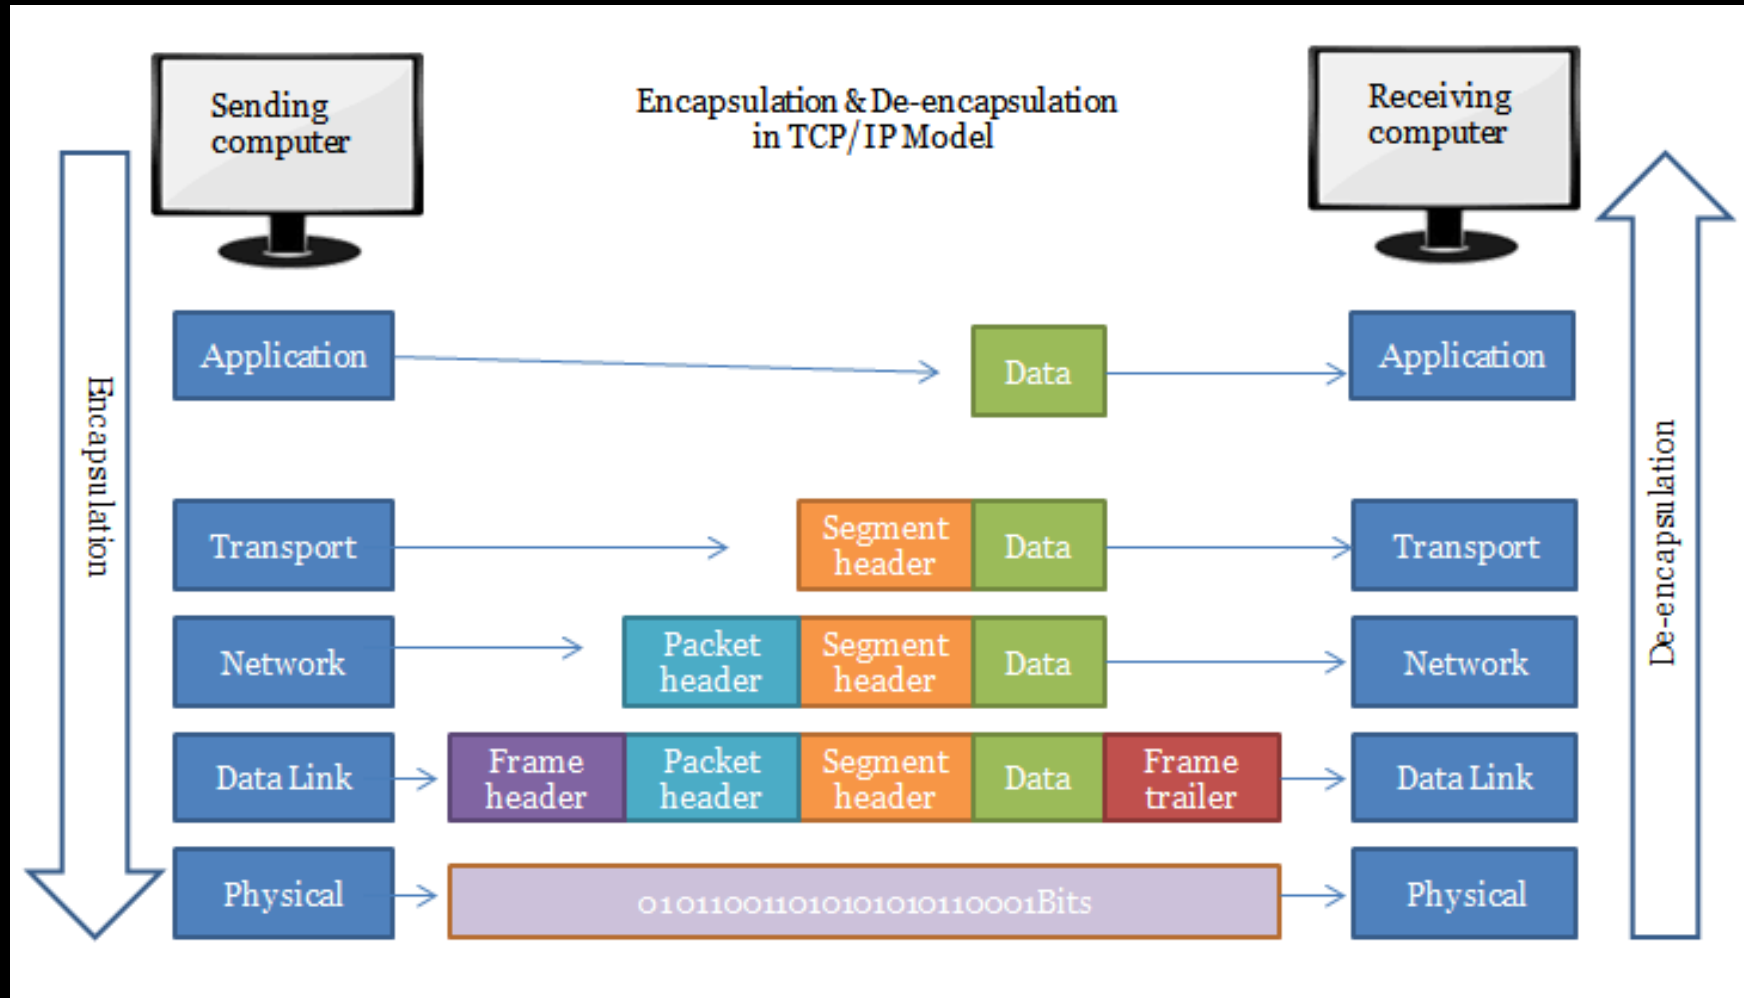 Sending
computer
Encapsulation & De-encapsulation
in TCP/IP Model
Receiving
computer
Encapsulation
De-encapsulation
Application
Data
Application
Transport
Segment
header
Data
Transport
Network
Packet
header
Segment
header
Data
Network
Data Link
Frame
header
Packet
header
Segment
header
Data
Frame
trailer
Data Link
Physical
0101100110101010110001Bits
Physical